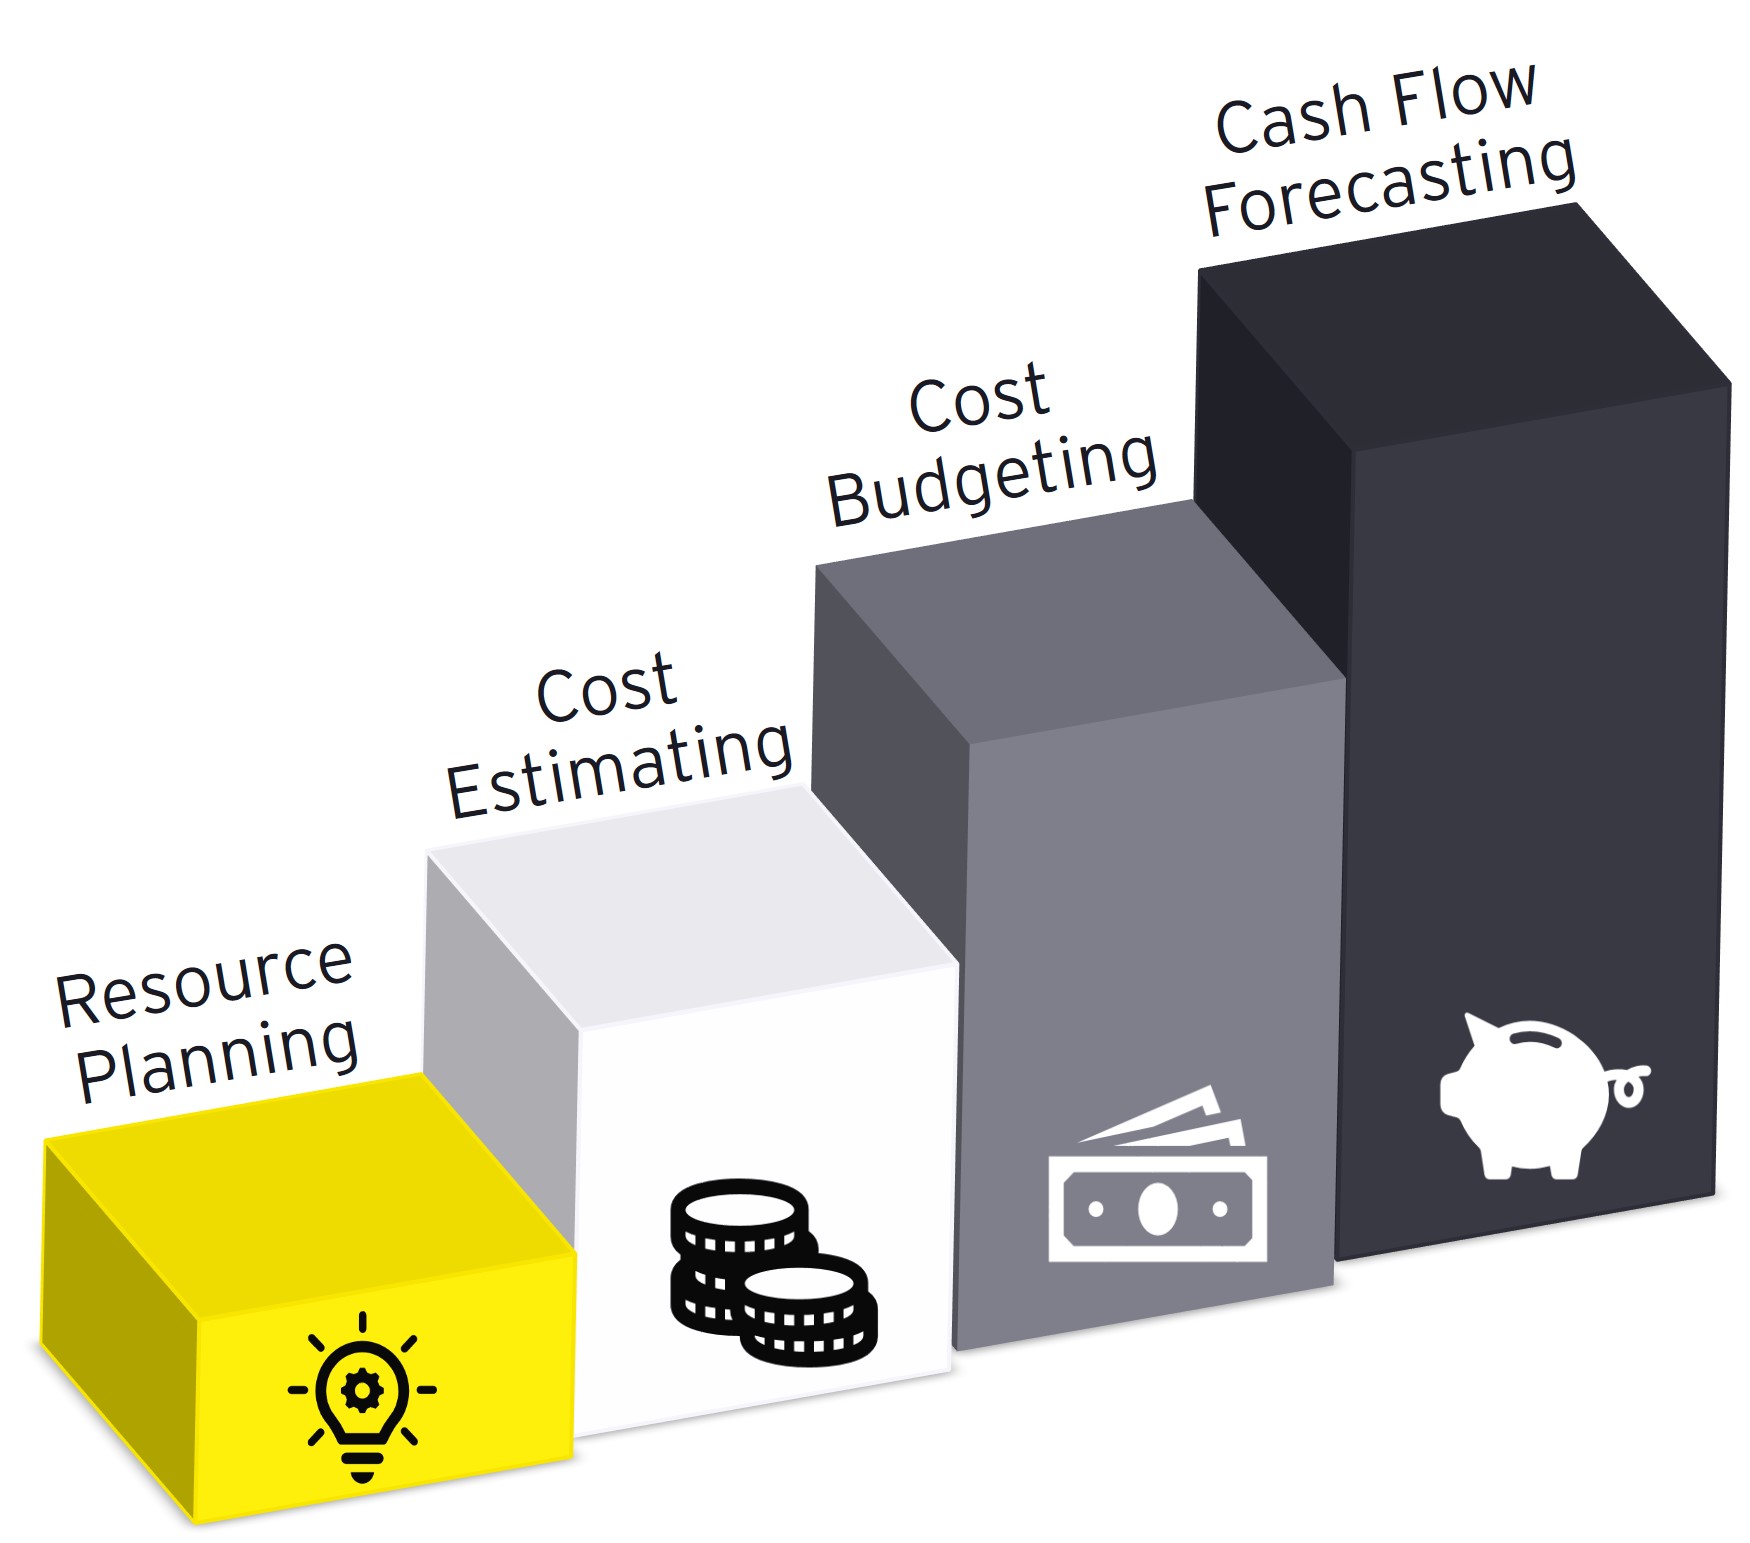 Cash Flow
Forecasting
Cost
Budgeting
Cost
Estimating
Resource
Planning